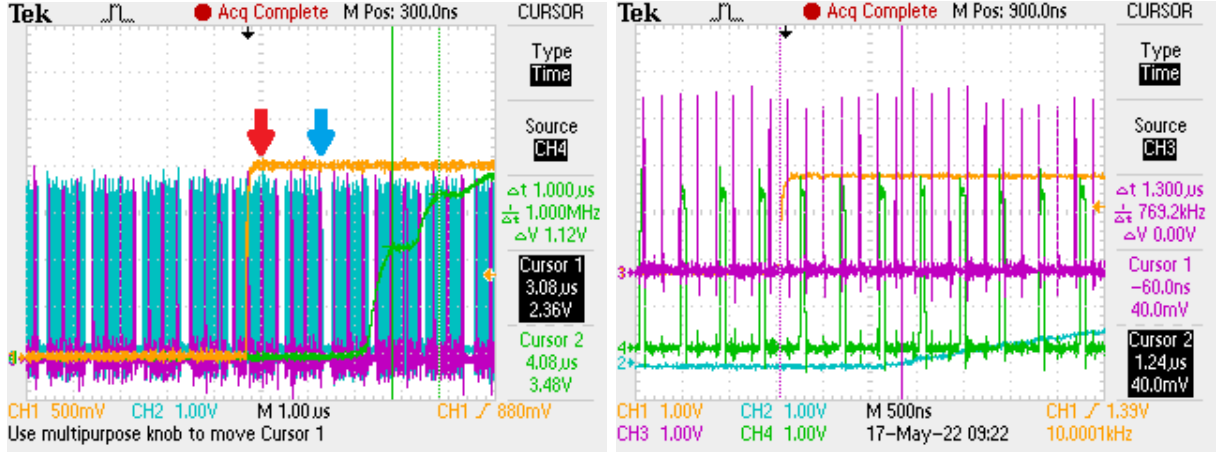 Tek
Acq Complete
M Pos: 300.0ns
CURSOR
Type
Time
Source
CH4
Δt 1.000μs
1/Δt 1.000MHz
ΔV 1.12V
Cursor 1
3.08μs
2.36V
Cursor 2
4.08μs
3.48V
CH1 500mV CH2 1.00V M 1.00μs CH1 / 880mV
Use multipurpose knob to move Cursor 1
Tek
Acq Complete
M Pos: 900.0ns
CURSOR
Type
Time
Source
CH3
Δt 1.300μs
1/Δt 769.2kHz
ΔV 0.00V
Cursor 1
-60.0ns
40.0mV
Cursor 2
1.24μs
40.0mV
3
4
2
CH1 1.00V CH2 1.00V M 500ns CH1 / 1.39V
CH3 1.00V CH4 1.00V 17-May-22 09:22 10.0001kHz